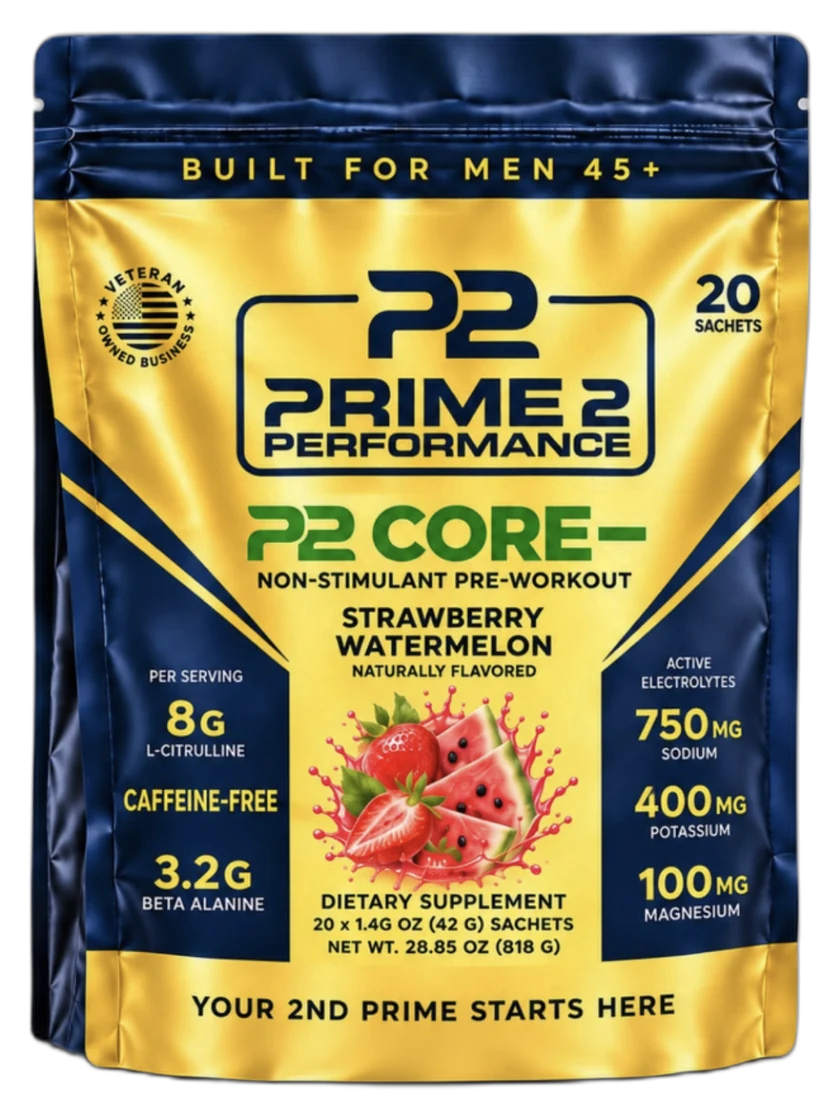 BUILT FOR MEN 45+
VETERAN
OWNED BUSINESS
20
SACHETS
P2
PRIME 2
PERFORMANCE
P2 CORE–
NON-STIMULANT PRE-WORKOUT
STRAWBERRY
WATERMELON
NATURALLY FLAVORED
PER SERVING
8G
L-CITRULLINE
CAFFEINE-FREE
3.2G
BETA ALANINE
ACTIVE
ELECTROLYTES
750MG
SODIUM
400MG
POTASSIUM
100MG
MAGNESIUM
DIETARY SUPPLEMENT
20 x 1.4G OZ (42 G) SACHETS
NET WT. 28.85 OZ (818 G)
YOUR 2ND PRIME STARTS HERE